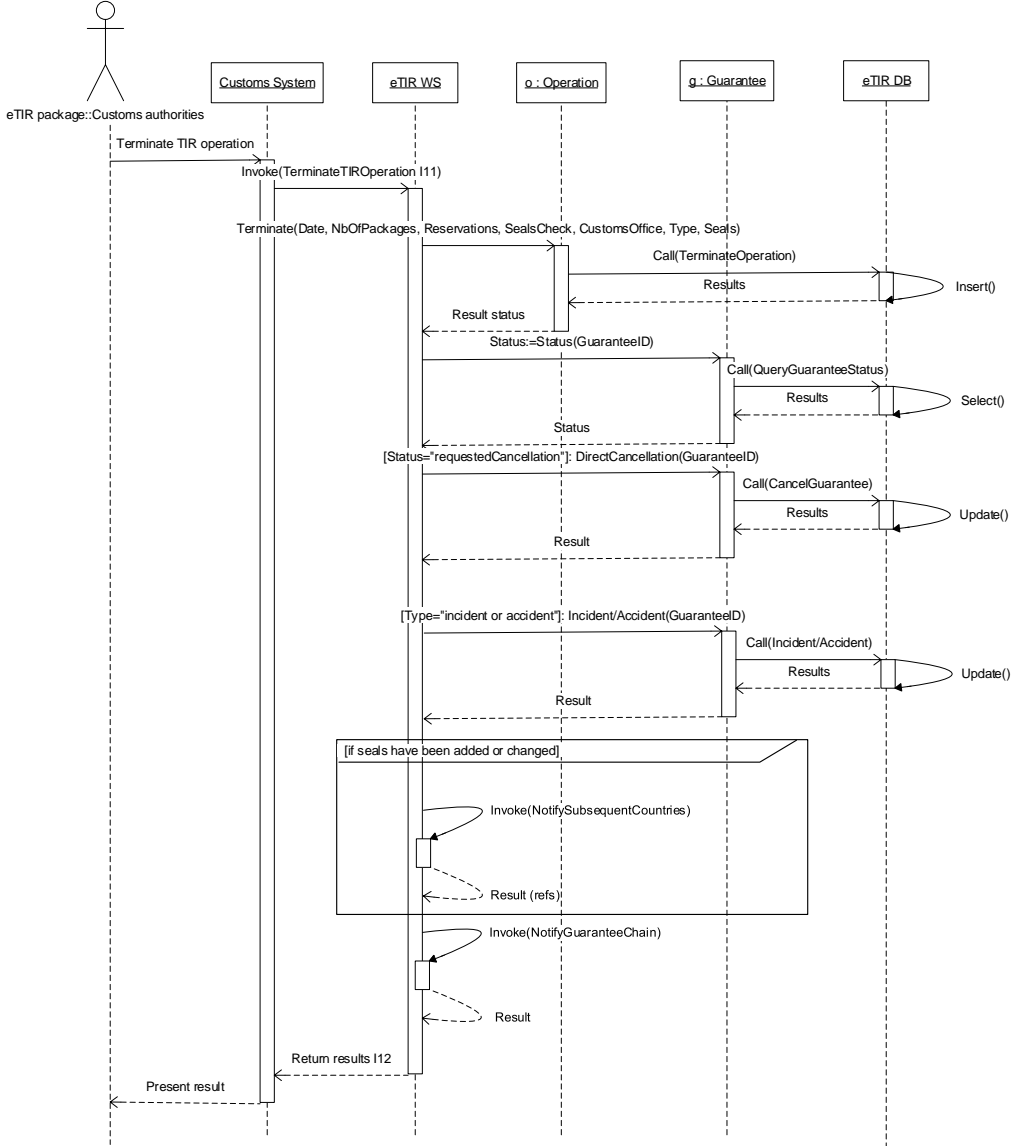 Customs System
eTIR WS
o : Operation
g : Guarantee
eTIR DB
eTIR package::Customs authorities
Terminate TIR operation
Invoke(TerminateTIROperation I11)
Terminate(Date, NbOfPackages, Reservations, SealsCheck, CustomsOffice, Type, Seals)
Call(TerminateOperation)
Results
Insert()
Result status
Status:=Status(GuaranteeID)
Call(QueryGuaranteeStatus)
Results
Select()
Status
[Status="requestedCancellation"]: DirectCancellation(GuaranteeID)
Call(CancelGuarantee)
Results
Update()
Result
[Type="incident or accident"]: Incident/Accident(GuaranteeID)
Call(Incident/Accident)
Results
Update()
Result
[if seals have been added or changed]
Invoke(NotifySubsequentCountries)
Result (refs)
Invoke(NotifyGuaranteeChain)
Result
Return results I12
Present result